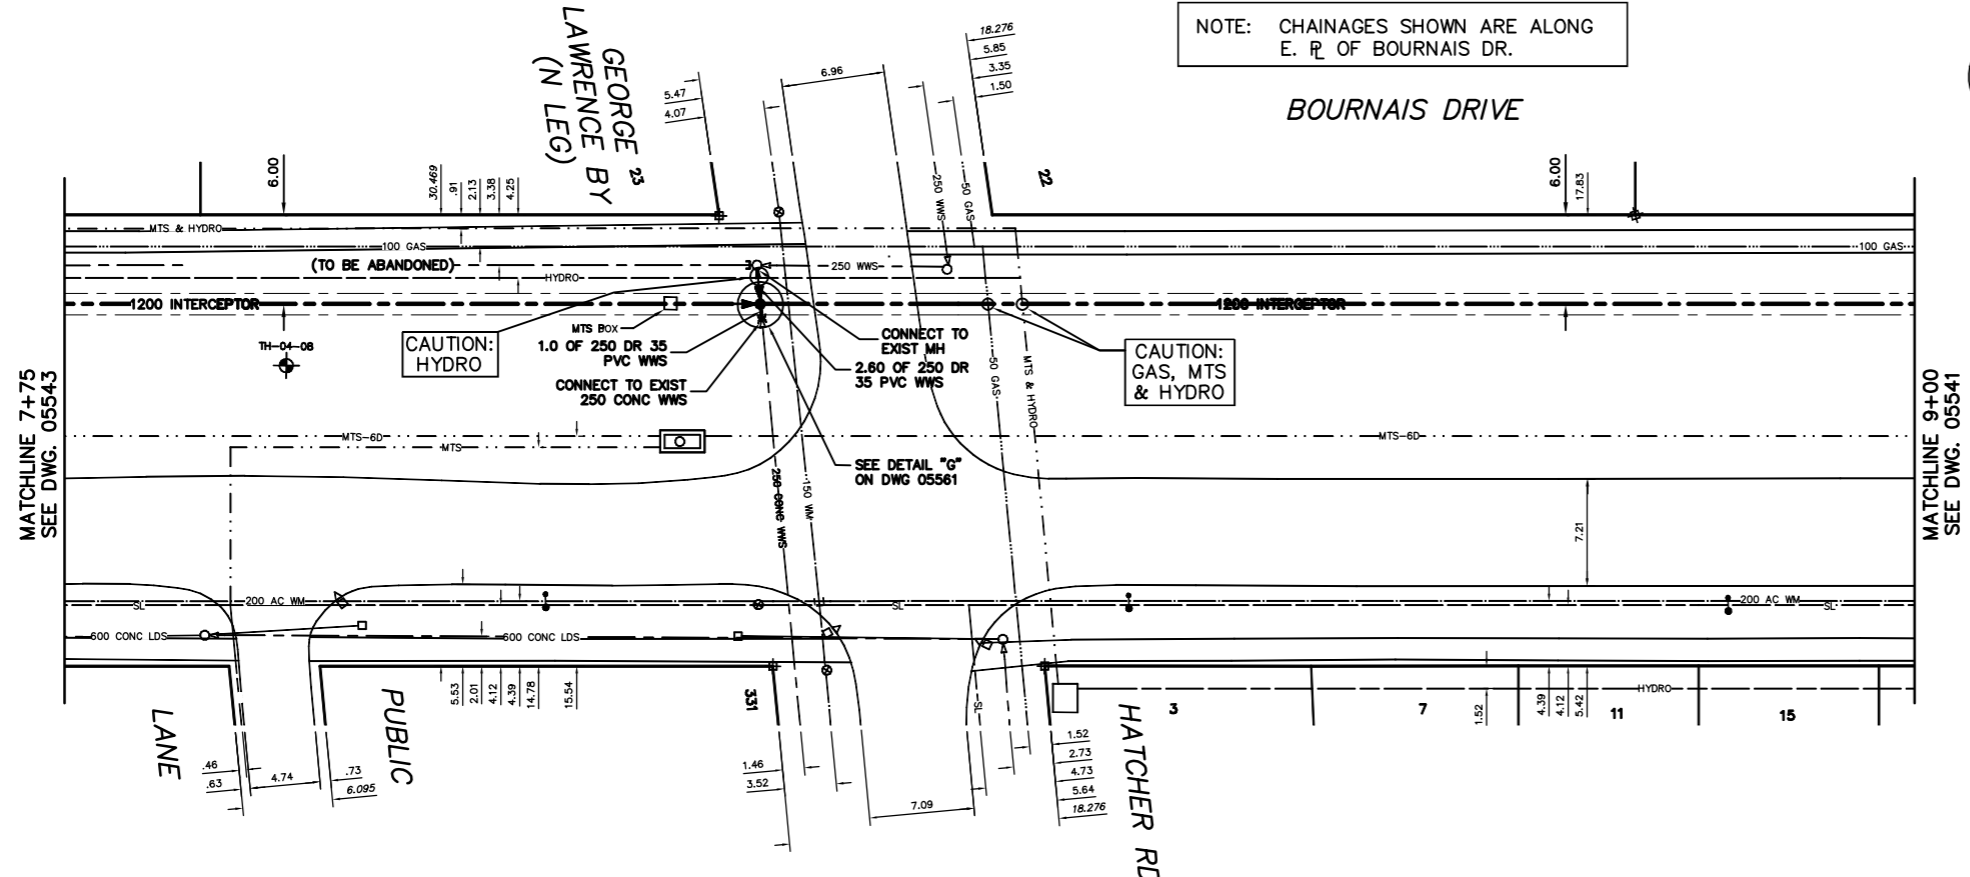 NOTE: CHAINAGES SHOWN ARE ALONG
E. PL OF BOURNAIS DR.
BOURNAIS DRIVE
GEORGE
LAWRENCE BY
(N LEG)
23
22
5.47
4.07
6.96
18.276
5.85
3.35
1.50
6.00
30.469
.91
2.13
3.38
4.25
250 WWS
50 GAS
6.00
17.83
MTS & HYDRO
100 GAS
100 GAS
(TO BE ABANDONED)
HYDRO
250 WWS
1200 INTERCEPTOR
1200 INTERCEPTOR
MTS BOX
TH-04-08
CAUTION:
HYDRO
1.0 OF 250 DR 35
PVC WWS
CONNECT TO EXIST
250 CONC WWS
CONNECT TO
EXIST MH
2.60 OF 250 DR
35 PVC WWS
CAUTION:
GAS, MTS
& HYDRO
50 GAS
MTS & HYDRO
MATCHLINE 7+75
SEE DWG. 05543
MATCHLINE 9+00
SEE DWG. 05541
MTS-6D
MTS
MTS-6D
SEE DETAIL "G"
ON DWG 05561
250 CONC WWS
150 WM
7.21
SL
200 AC WM
SL
200 AC WM
SL
600 CONC LDS
600 CONC LDS
5.53
2.01
4.12
4.39
14.78
15.54
331
SL
HYDRO
3
7
11
15
1.52
4.39
4.12
5.42
LANE
PUBLIC
HATCHER RD
.46
.63
4.74
.73
6.095
1.46
3.52
7.09
1.52
2.73
4.73
5.64
18.276